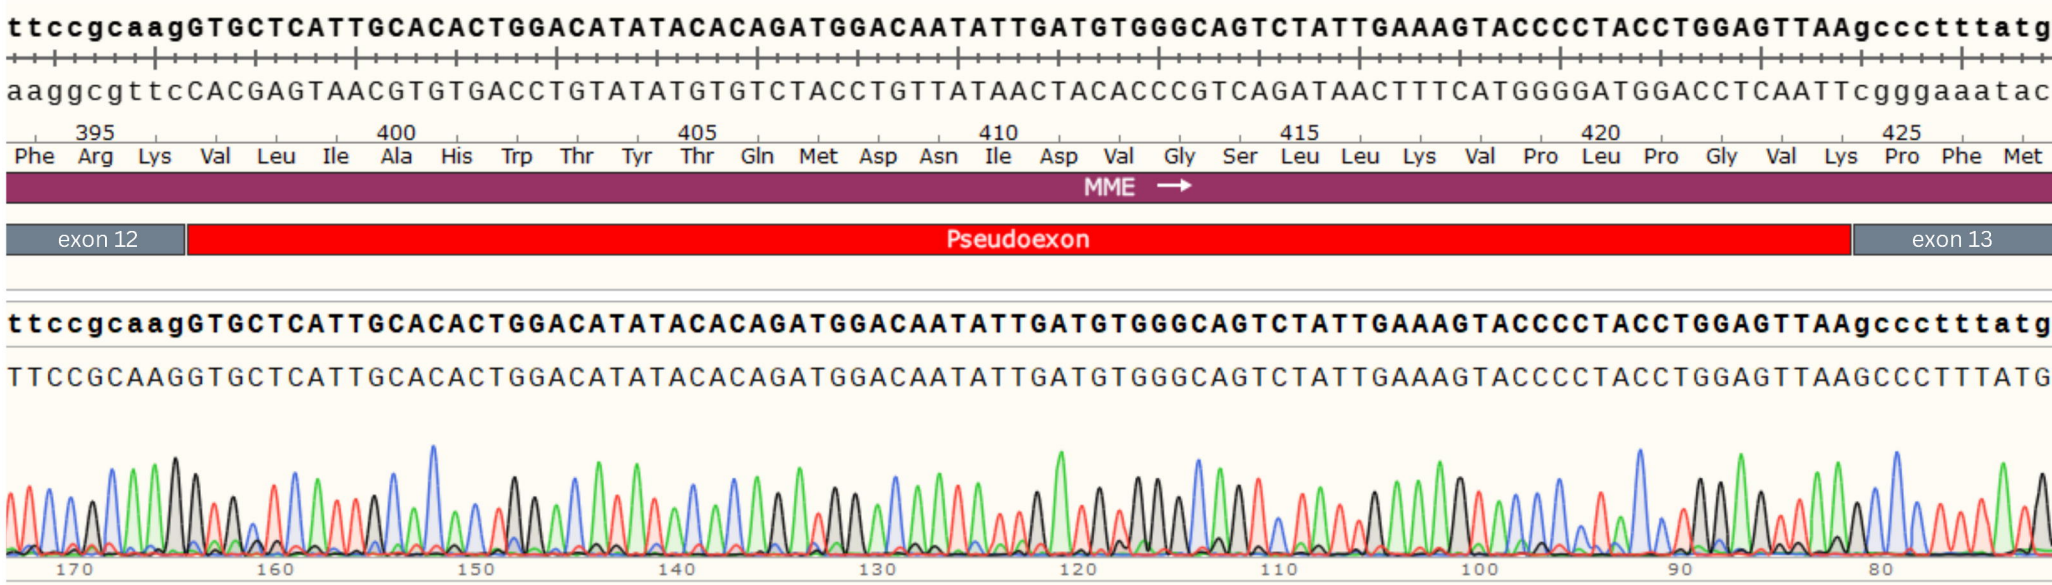 ttccgcaagGTGCTCATTGCACACTGGACATATACACAGATGGACAATATTGATGTGGGCAGTCTATTGAAAGTACCCCTACCTGGAGTTAAgccctttatg
aaggcgttcCACGAGTAACGTGTGACCTGTATATGTGTCTACCTGTTATAACTACACCCGTCAGATAACTTTCATGGGGATGGACCTCAATTcgggaaatac
395 400 405 410 415 420 425
Phe Arg Lys Val Leu Ile Ala His Trp Thr Tyr Thr Gln Met Asp Asn Ile Asp Val Gly Ser Leu Leu Lys Val Pro Leu Pro Gly Val Lys Pro Phe Met
MME
exon 12 Pseudoexon exon 13
ttccgcaagGTGCTCATTGCACACTGGACATATACACAGATGGACAATATTGATGTGGGCAGTCTATTGAAAGTACCCCTACCTGGAGTTAAgccctttatg
TTCCGCAAGGTGCTCATTGCACACTGGACATATACACAGATGGACAATATTGATGTGGGCAGTCTATTGAAAGTACCCCTACCTGGAGTTAAGCCCTTTATG
170 160 150 140 130 120 110 100 90 80